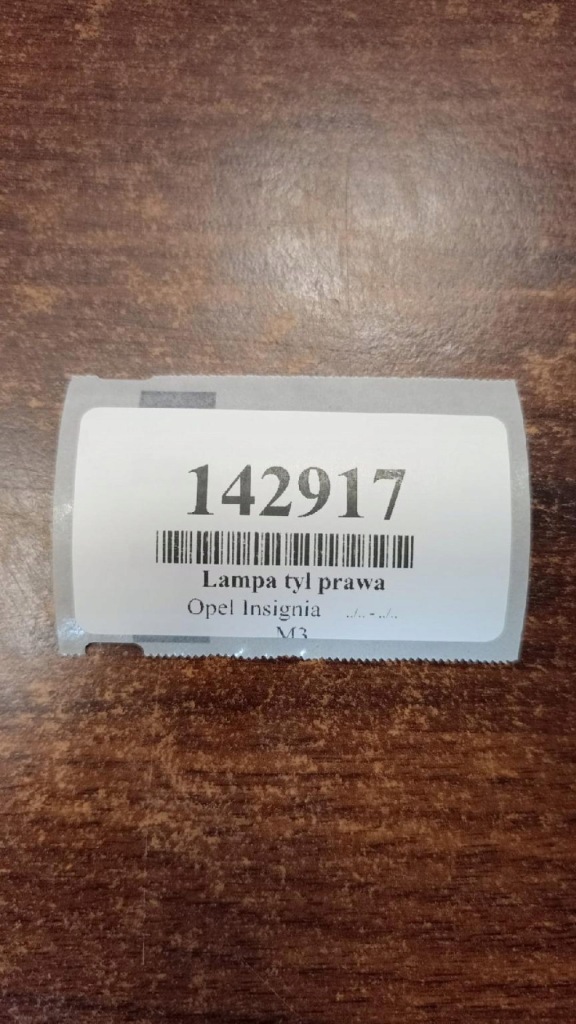 142917
Lampa tyl prawa
Opel Insignia ../.. - ../..
M3